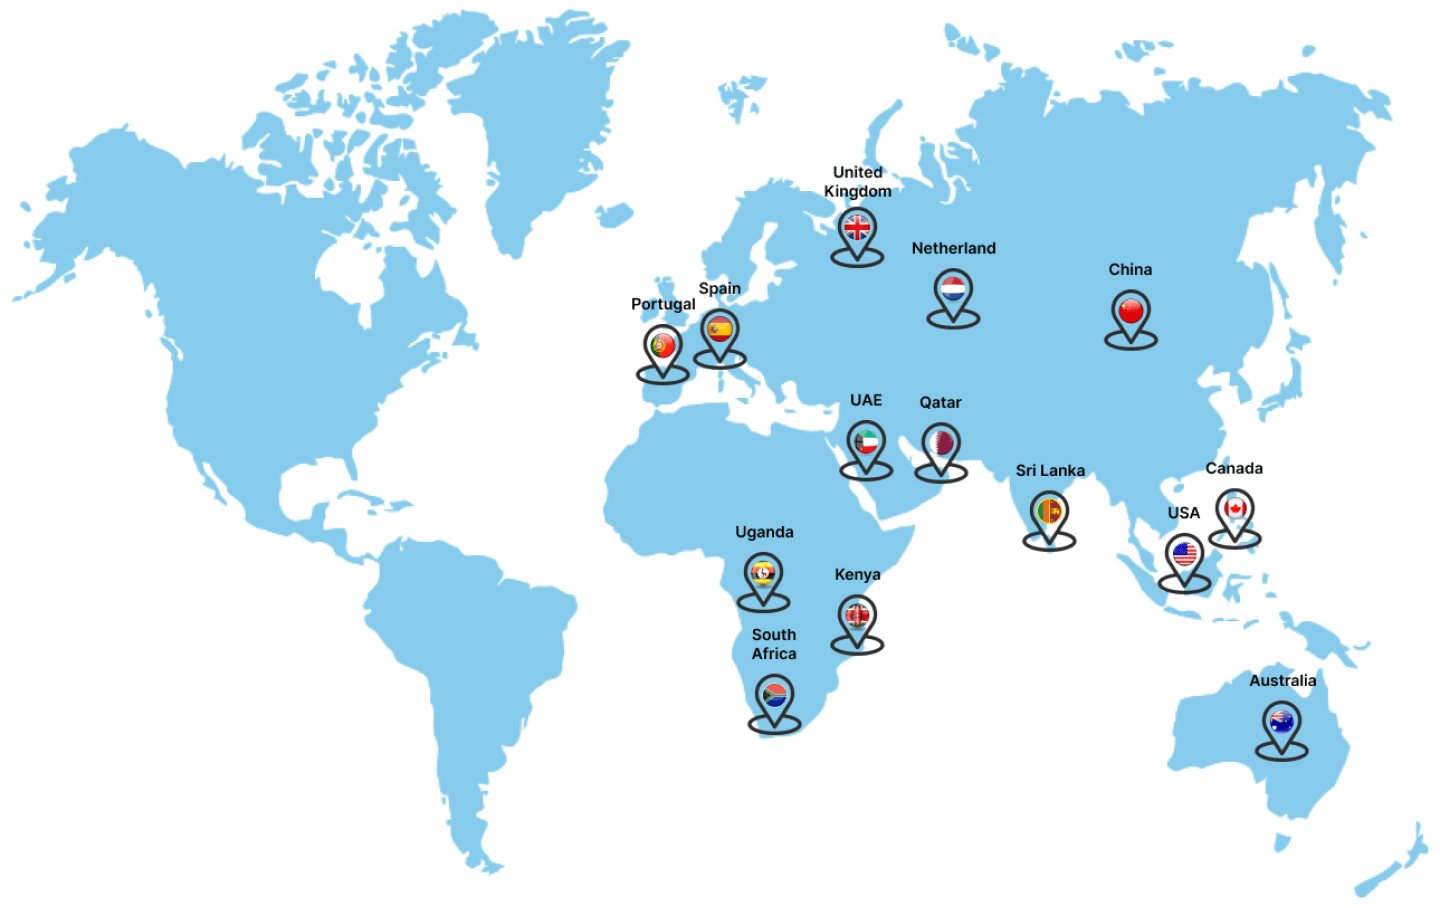 United
Kingdom
Netherland
China
Spain
Portugal
UAE
Qatar
Sri Lanka
Canada
USA
Uganda
Kenya
South
Africa
Australia